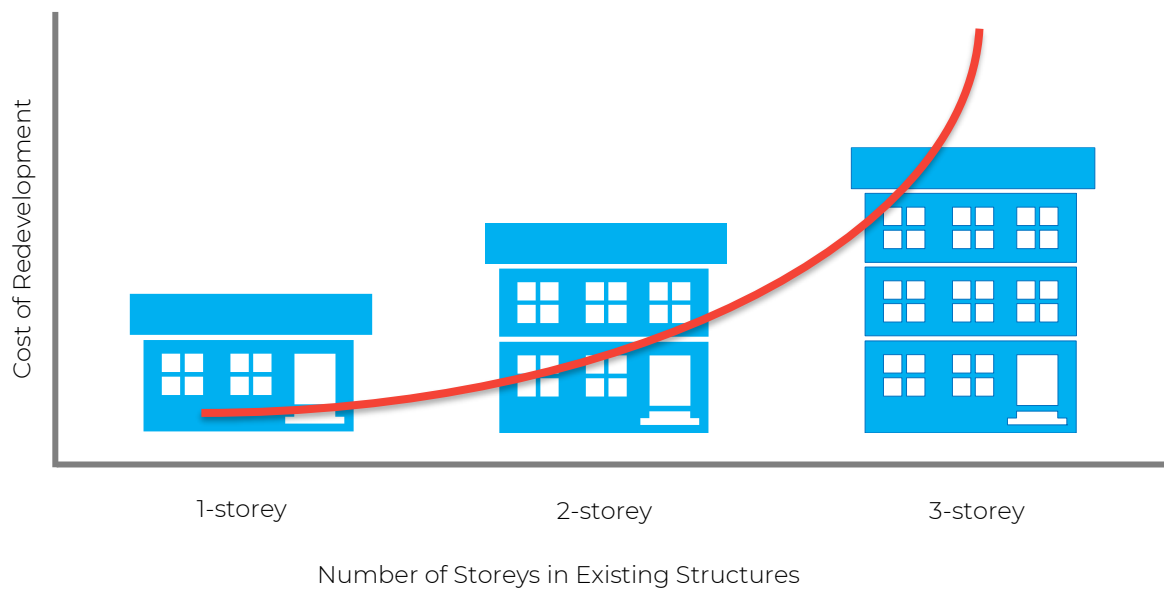 Cost of Redevelopment
1-storey
2-storey
3-storey
Number of Storeys in Existing Structures